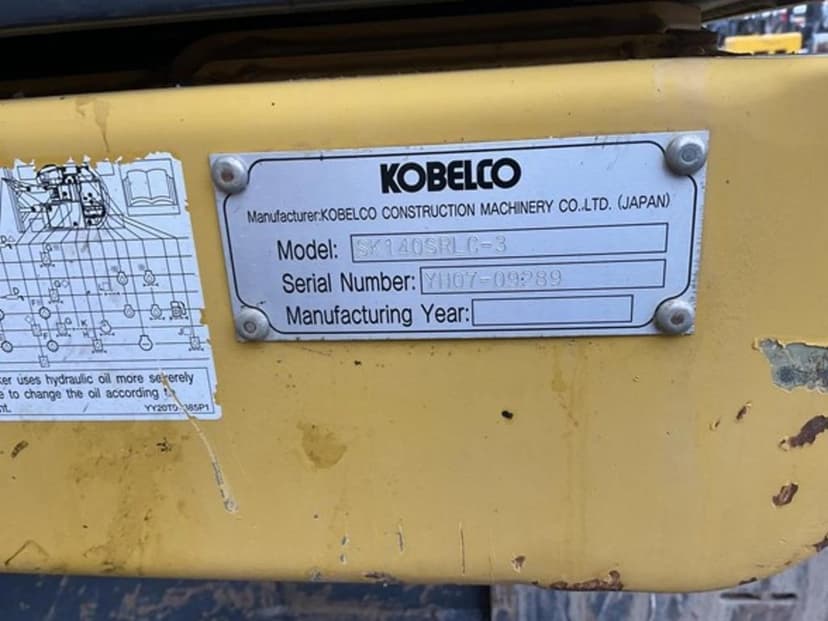 KOBELCO
Manufacturer:KOBELCO CONSTRUCTION MACHINERY CO.,LTD. (JAPAN)
Model: SK140SRLC-3
Serial Number: YH07-09289
Manufacturing Year:
ker uses hydraulic oil more severely
e to change the oil according
nt.